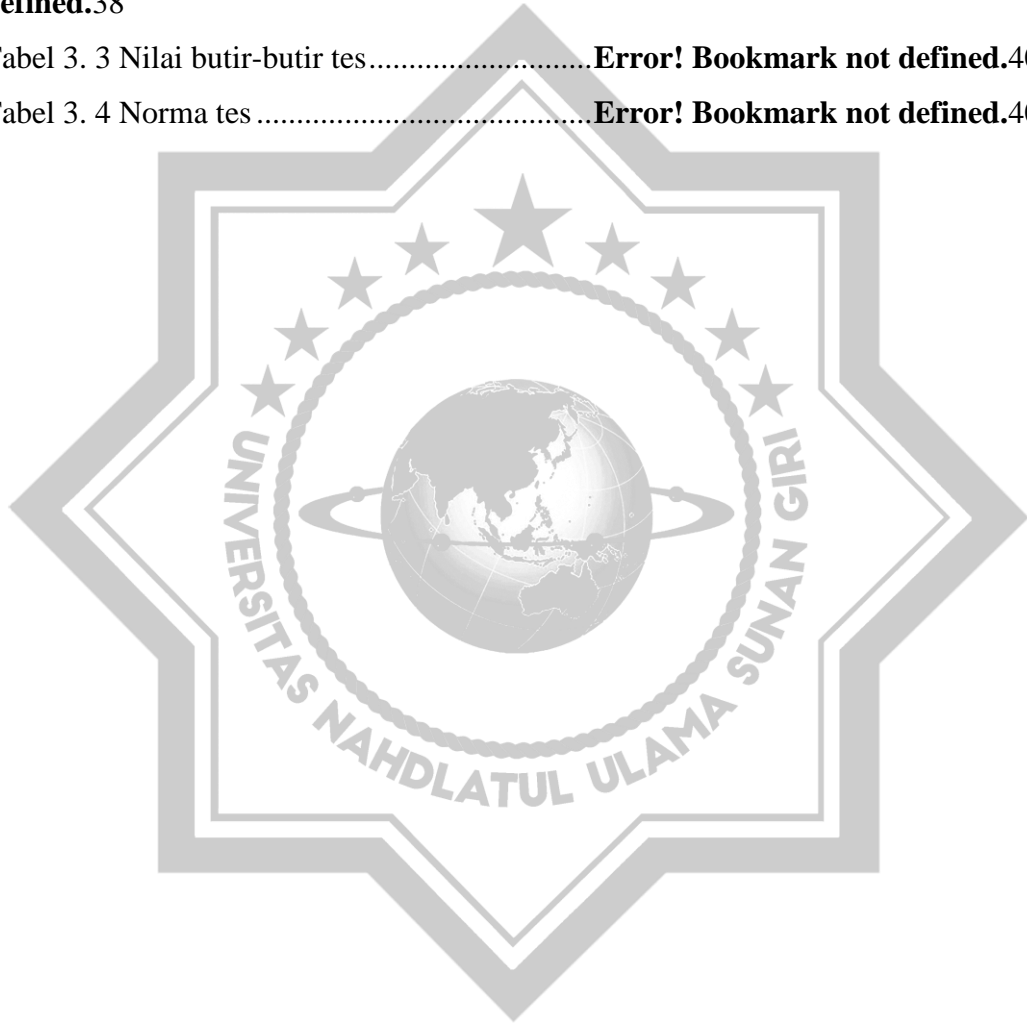 efined.38
Tabel 3. 3 Nilai butir-butir tes............................Error! Bookmark not defined.40
Tabel 3. 4 Norma tes..........................................Error! Bookmark not defined.40
UNIVERSITAS NAHDLATUL ULAMA SUNAN GIRI